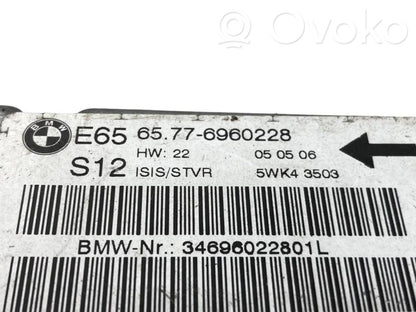 OVOKO
BMW E65 65.77-6960228
HW: 22 05 05 06
S12 ISIS/STVR 5WK4 3503
BMW-Nr.: 34696022801L